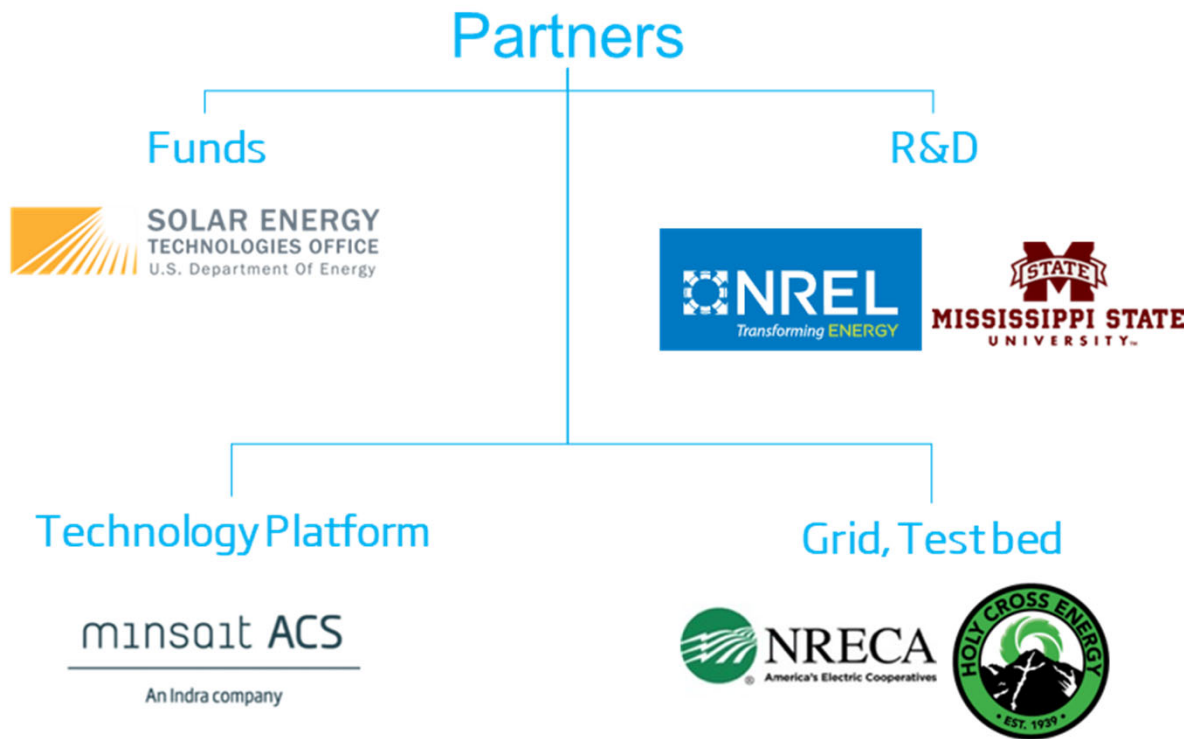 Partners
Funds
R&D
SOLAR ENERGY
TECHNOLOGIES OFFICE
U.S. Department Of Energy
NREL
Transforming ENERGY
STATE
MISSISSIPPI STATE
UNIVERSITY™
Technology Platform
Grid, Test bed
minsait ACS
An Indra company
NRECA
®
America's Electric Cooperatives
HOLY CROSS ENERGY
• EST. 1939 •